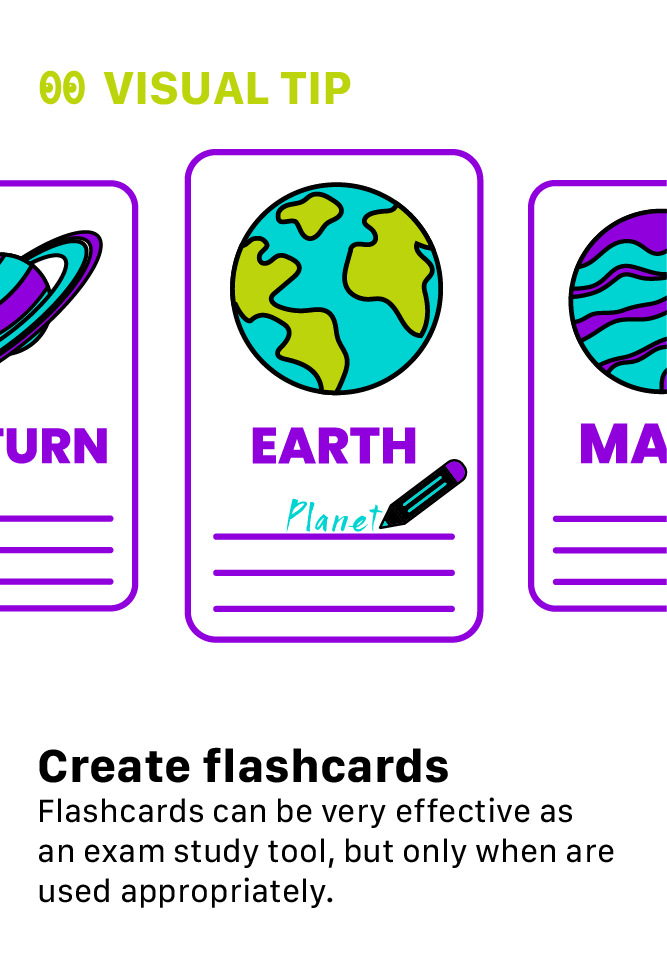 VISUAL TIP
TURN
EARTH
MA
Planet
Create flashcards
Flashcards can be very effective as
an exam study tool, but only when are
used appropriately.